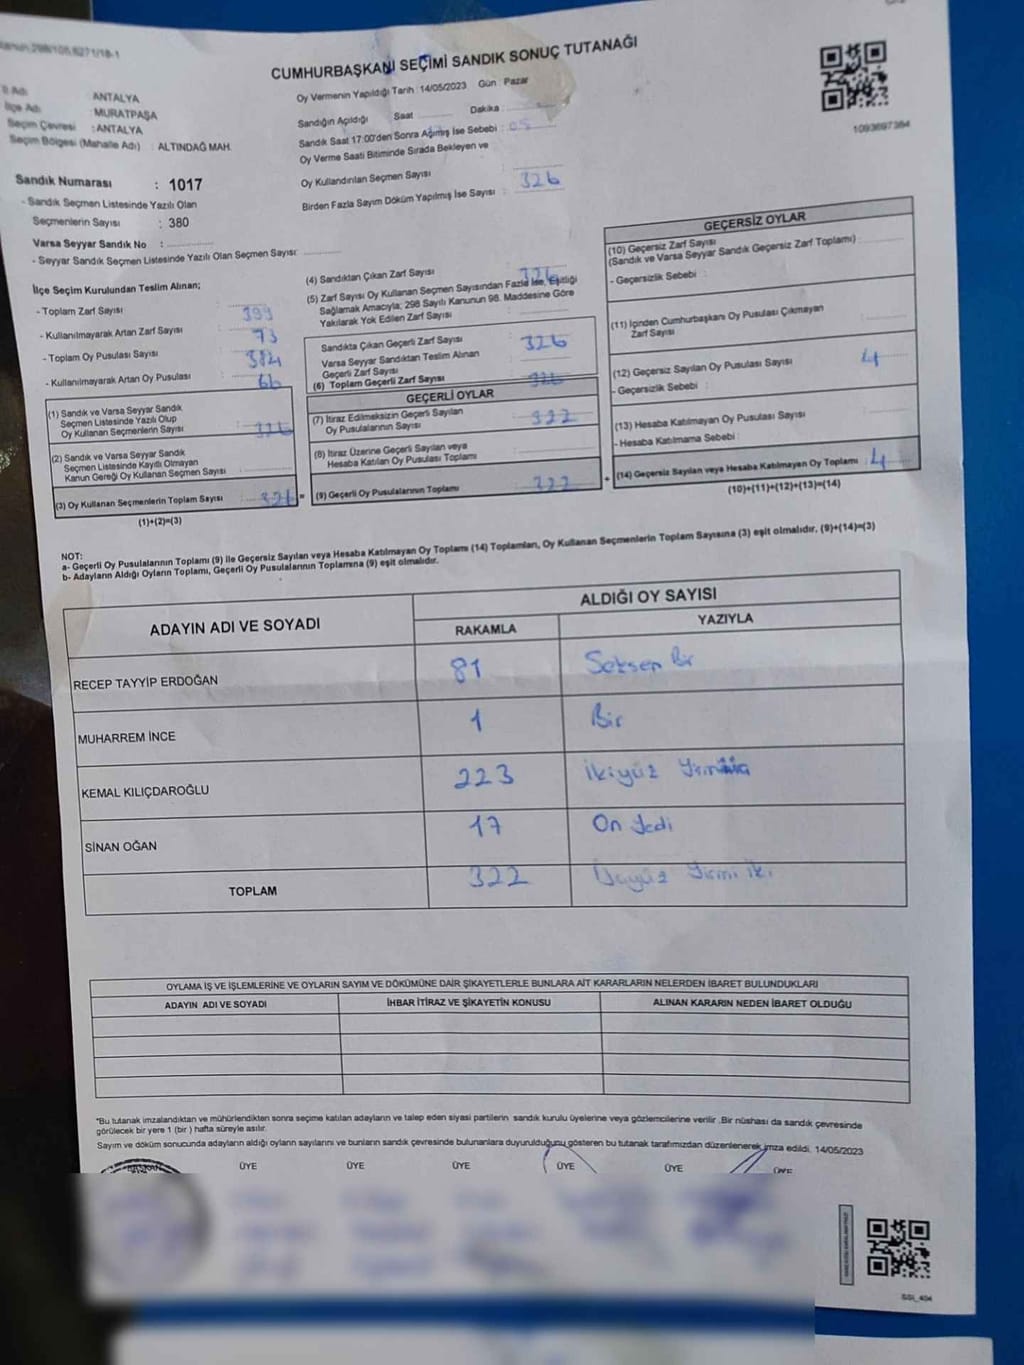 CUMHURBAŞKANI SEÇİMİ SANDIK SONUÇ TUTANAĞI
İl Adı : ANTALYA
İlçe Adı : MURATPAŞA
Seçim Çevresi : ANTALYA
Seçim Bölgesi (Mahalle Adı) : ALTINDAĞ MAH.
Sandık Numarası : 1017
- Sandık Seçmen Listesinde Yazılı Olan
Seçmenlerin Sayısı : 380
Varsa Seyyar Sandık No :
- Seyyar Sandık Seçmen Listesinde Yazılı Olan Seçmen Sayısı:
Oy Vermenin Yapıldığı Tarih : 14/05/2023 Gün : Pazar
Sandığın Açıldığı Saat Dakika :
Sandık Saat 17:00'den Sonra Açılmış İse Sebebi : 05
Oy Verme Saati Bitiminde Sırada Bekleyen ve
Oy Kullandırılan Seçmen Sayısı
Birden Fazla Sayım Döküm Yapılmış İse Sayısı : 326
1093697384
İlçe Seçim Kurulundan Teslim Alınan;
- Toplam Zarf Sayısı : 399
- Kullanılmayarak Artan Zarf Sayısı : 73
- Toplam Oy Pusulası Sayısı
- Kullanılmayarak Artan Oy Pusulası : 66
(1) Sandık ve Varsa Seyyar Sandık
Seçmen Listesinde Yazılı Olup
Oy Kullanan Seçmenlerin Sayısı : 326
(2) Sandık ve Varsa Seyyar Sandık
Seçmen Listesinde Kayıtlı Olmayan
Kanun Gereği Oy Kullanan Seçmen Sayısı :
(3) Oy Kullanan Seçmenlerin Toplam Sayısı : 326
(1)+(2)=(3)
(4) Sandıktan Çıkan Zarf Sayısı : 326
(5) Zarf Sayısı Oy Kullanan Seçmen Sayısından Fazla İse, Eşitliği
Sağlamak Amacıyla; 298 Sayılı Kanunun 98. Maddesine Göre
Yakılarak Yok Edilen Zarf Sayısı :
Sandıkta Çıkan Geçerli Zarf Sayısı : 326
Varsa Seyyar Sandıktan Teslim Alınan
Geçerli Zarf Sayısı
(6) Toplam Geçerli Zarf Sayısı : 326
GEÇERLİ OYLAR
(7) İtiraz Edilmeksizin Geçerli Sayılan
Oy Pusulalarının Sayısı : 322
(8) İtiraz Üzerine Geçerli Sayılan veya
Hesaba Katılan Oy Pusulası Toplamı :
= (9) Geçerli Oy Pusulalarının Toplamı : 322
GEÇERSİZ OYLAR
(10) Geçersiz Zarf Sayısı
(Sandık ve Varsa Seyyar Sandık Geçersiz Zarf Toplamı) :
- Geçersizlik Sebebi :
(11) İçinden Cumhurbaşkanı Oy Pusulası Çıkmayan
Zarf Sayısı
(12) Geçersiz Sayılan Oy Pusulası Sayısı : 4
- Geçersizlik Sebebi :
(13) Hesaba Katılmayan Oy Pusulası Sayısı
- Hesaba Katılmama Sebebi :
+ (14) Geçersiz Sayılan veya Hesaba Katılmayan Oy Toplamı : 4
(10)+(11)+(12)+(13)=(14)
NOT:
a- Geçerli Oy Pusulalarının Toplamı (9) ile Geçersiz Sayılan veya Hesaba Katılmayan Oy Toplamı (14) Toplamları, Oy Kullanan Seçmenlerin Toplam Sayısına (3) eşit olmalıdır. (9)+(14)=(3)
b- Adayların Aldığı Oyların Toplamı, Geçerli Oy Pusulalarının Toplamına (9) eşit olmalıdır.
ADAYIN ADI VE SOYADI ALDIĞI OY SAYISI
RAKAMLA YAZIYLA
RECEP TAYYİP ERDOĞAN 81 Seksen Bir
MUHARREM İNCE 1 Bir
KEMAL KILIÇDAROĞLU 223 İkiyüz
SİNAN OĞAN 17 On Yedi
TOPLAM 322 Üçyüz Yirmi iki
OYLAMA İŞ VE İŞLEMLERİNE VE OYLARIN SAYIM VE DÖKÜMÜNE DAİR ŞİKAYETLERLE BUNLARA AİT KARARLARIN NELERDEN İBARET BULUNDUKLARI
ADAYIN ADI VE SOYADI İHBAR İTİRAZ VE ŞİKAYETİN KONUSU ALINAN KARARIN NEDEN İBARET OLDUĞU
*Bu tutanak imzalandıktan ve mühürlendikten sonra seçime katılan adayların ve talep eden siyasi partilerin sandık kurulu üyelerine veya gözlemcilerine verilir .Bir nüshası da sandık çevresinde
görülecek bir yere 1 (bir ) hafta süreyle asılır.
Sayım ve döküm sonucunda adayların aldığı oyların sayılarını ve bunların sandık çevresinde bulunanlara duyurulduğunu gösteren bu tutanak tarafımızdan düzenlenerek imza edildi. 14/05/2023
ÜYE ÜYE ÜYE ÜYE ÜYE ÜYE
SSI_404